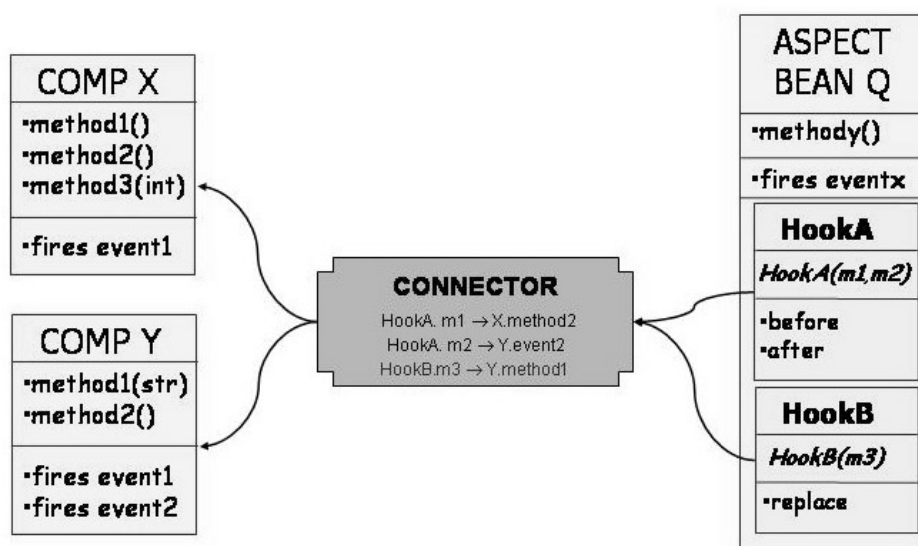 COMP X
•method1()
•method2()
•method3(int)
•fires event1
COMP Y
•method1(str)
•method2()
•fires event1
•fires event2
CONNECTOR
HookA. m1 → X.method2
HookA. m2 → Y.event2
HookB.m3 → Y.method1
ASPECT
BEAN Q
•methody()
•fires eventx
HookA
HookA(m1,m2)
•before
•after
HookB
HookB(m3)
•replace